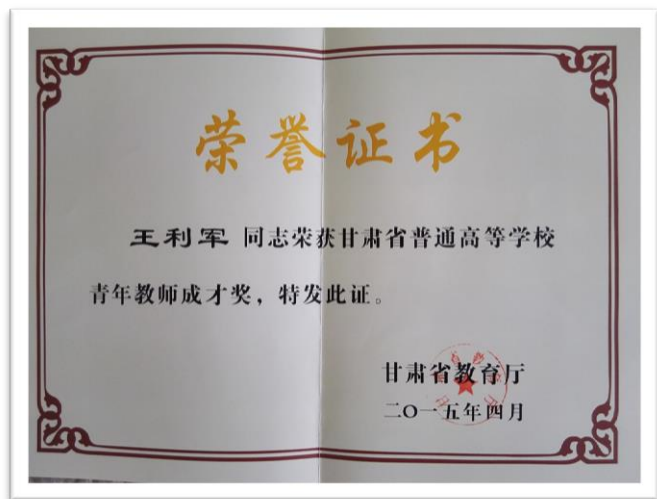 荣誉证书
王利军 同志荣获甘肃省普通高等学校
青年教师成才奖，特发此证。
甘肃省教育厅
二〇一五年四月